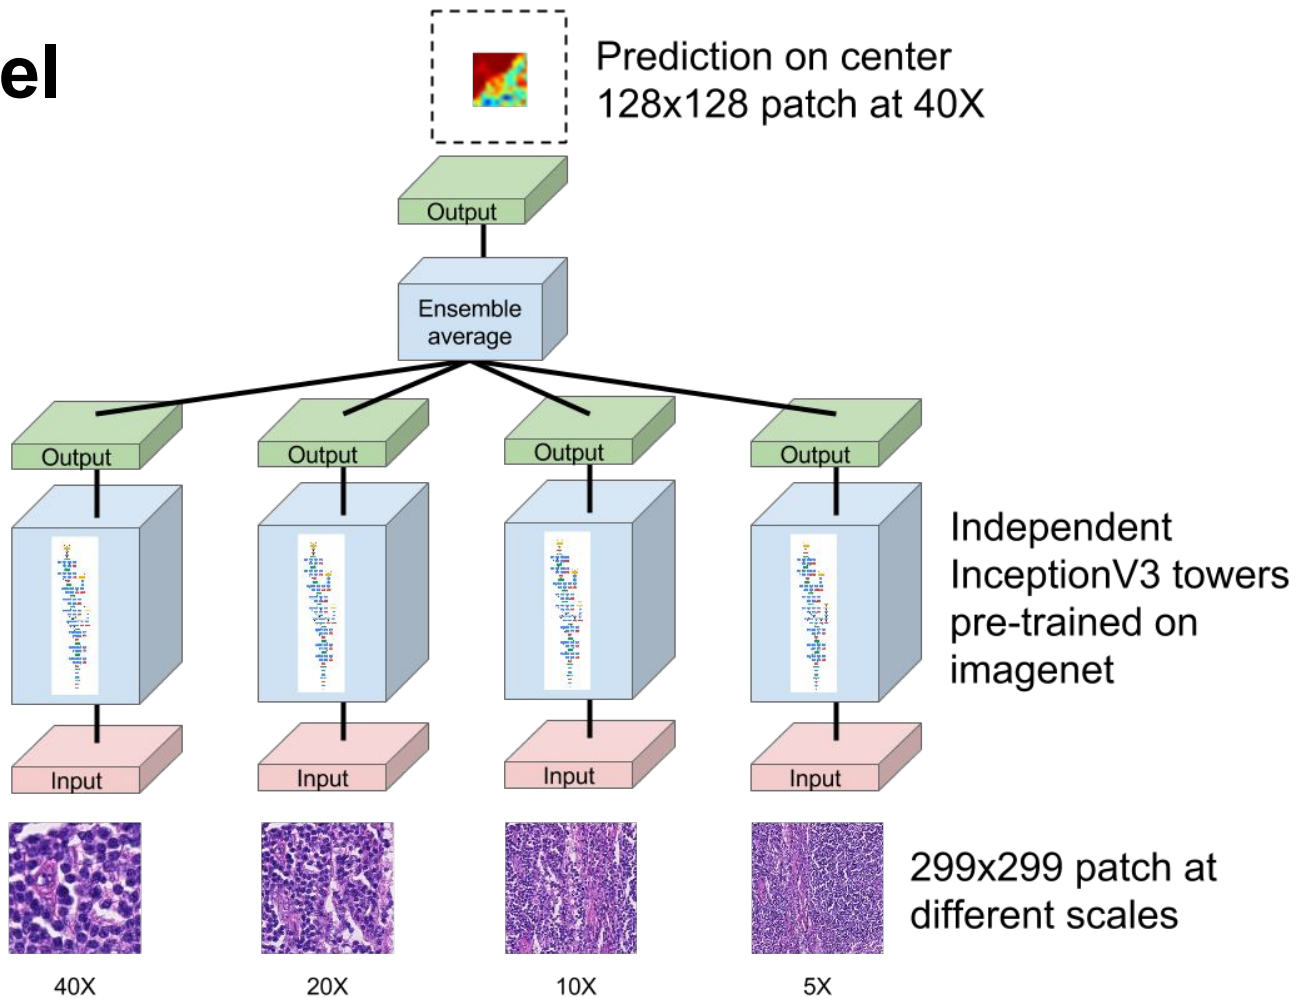 el
Prediction on center
128x128 patch at 40X
Output
Ensemble
average
Output
Output
Output
Output
Independent
InceptionV3 towers
pre-trained on
imagenet
Input
Input
Input
Input
299x299 patch at
different scales
40X
20X
10X
5X